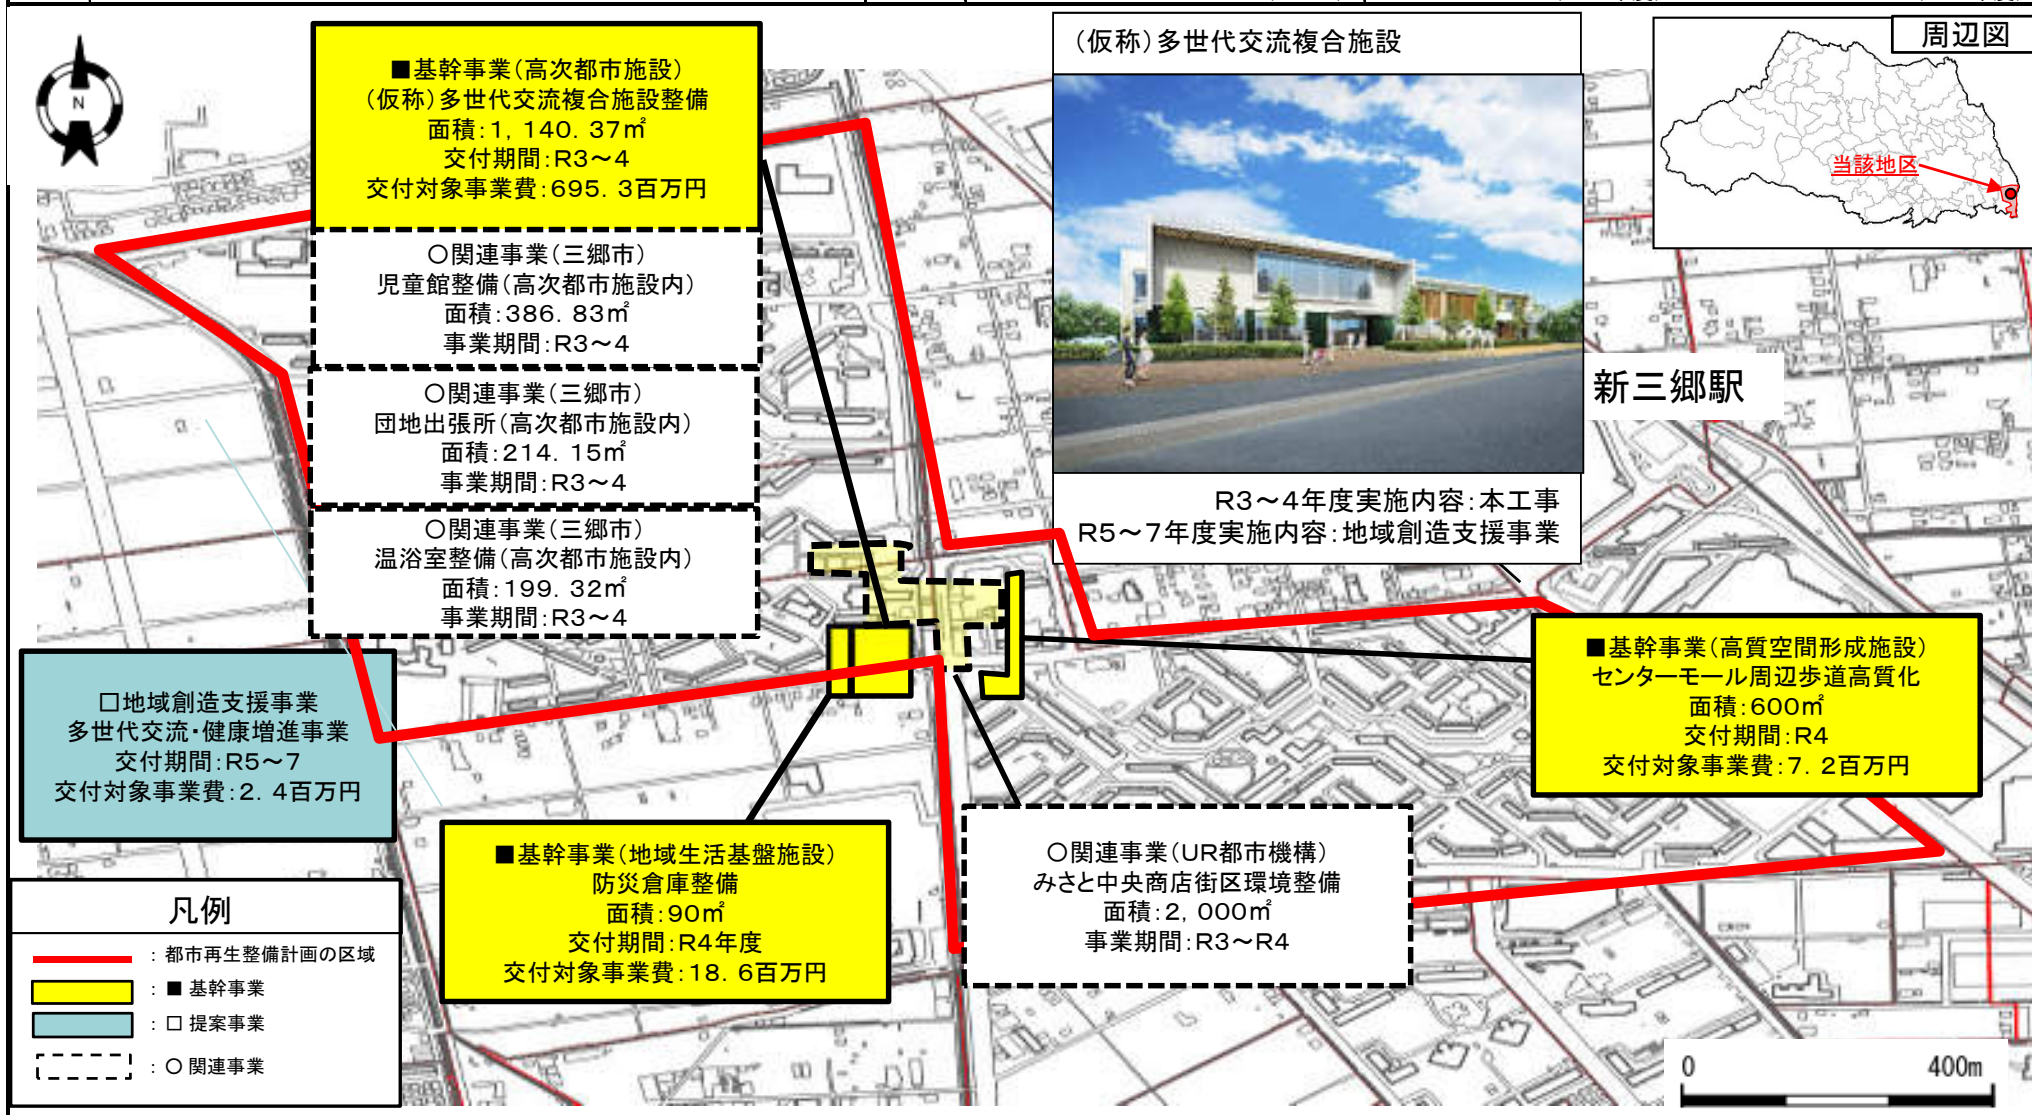 N
■基幹事業(高次都市施設)
(仮称)多世代交流複合施設整備
面積:1,140.37㎡
交付期間:R3～4
交付対象事業費:695.3百万円
〇関連事業(三郷市)
児童館整備(高次都市施設内)
面積:386.83㎡
事業期間:R3～4
〇関連事業(三郷市)
団地出張所(高次都市施設内)
面積:214.15㎡
事業期間:R3～4
〇関連事業(三郷市)
温浴室整備(高次都市施設内)
面積:199.32㎡
事業期間:R3～4
(仮称)多世代交流複合施設
R3～4年度実施内容:本工事
R5～7年度実施内容:地域創造支援事業
周辺図
当該地区
新三郷駅
□地域創造支援事業
多世代交流・健康増進事業
交付期間:R5～7
交付対象事業費:2.4百万円
■基幹事業(高質空間形成施設)
センターモール周辺歩道高質化
面積:600㎡
交付期間:R4
交付対象事業費:7.2百万円
■基幹事業(地域生活基盤施設)
防災倉庫整備
面積:90㎡
交付期間:R4年度
交付対象事業費:18.6百万円
〇関連事業(UR都市機構)
みさと中央商店街区環境整備
面積:2,000㎡
事業期間:R3～R4
凡例
:都市再生整備計画の区域
:■ 基幹事業
:□ 提案事業
:〇 関連事業
0 400m